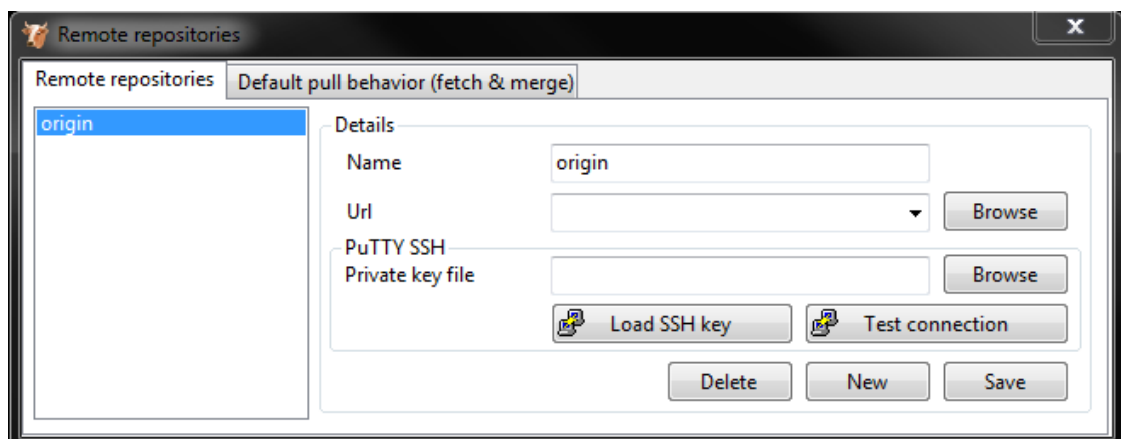 Remote repositories
Remote repositories Default pull behavior (fetch & merge)
origin
Details
Name origin
Url Browse
PuTTY SSH
Private key file Browse
Load SSH key Test connection
Delete New Save